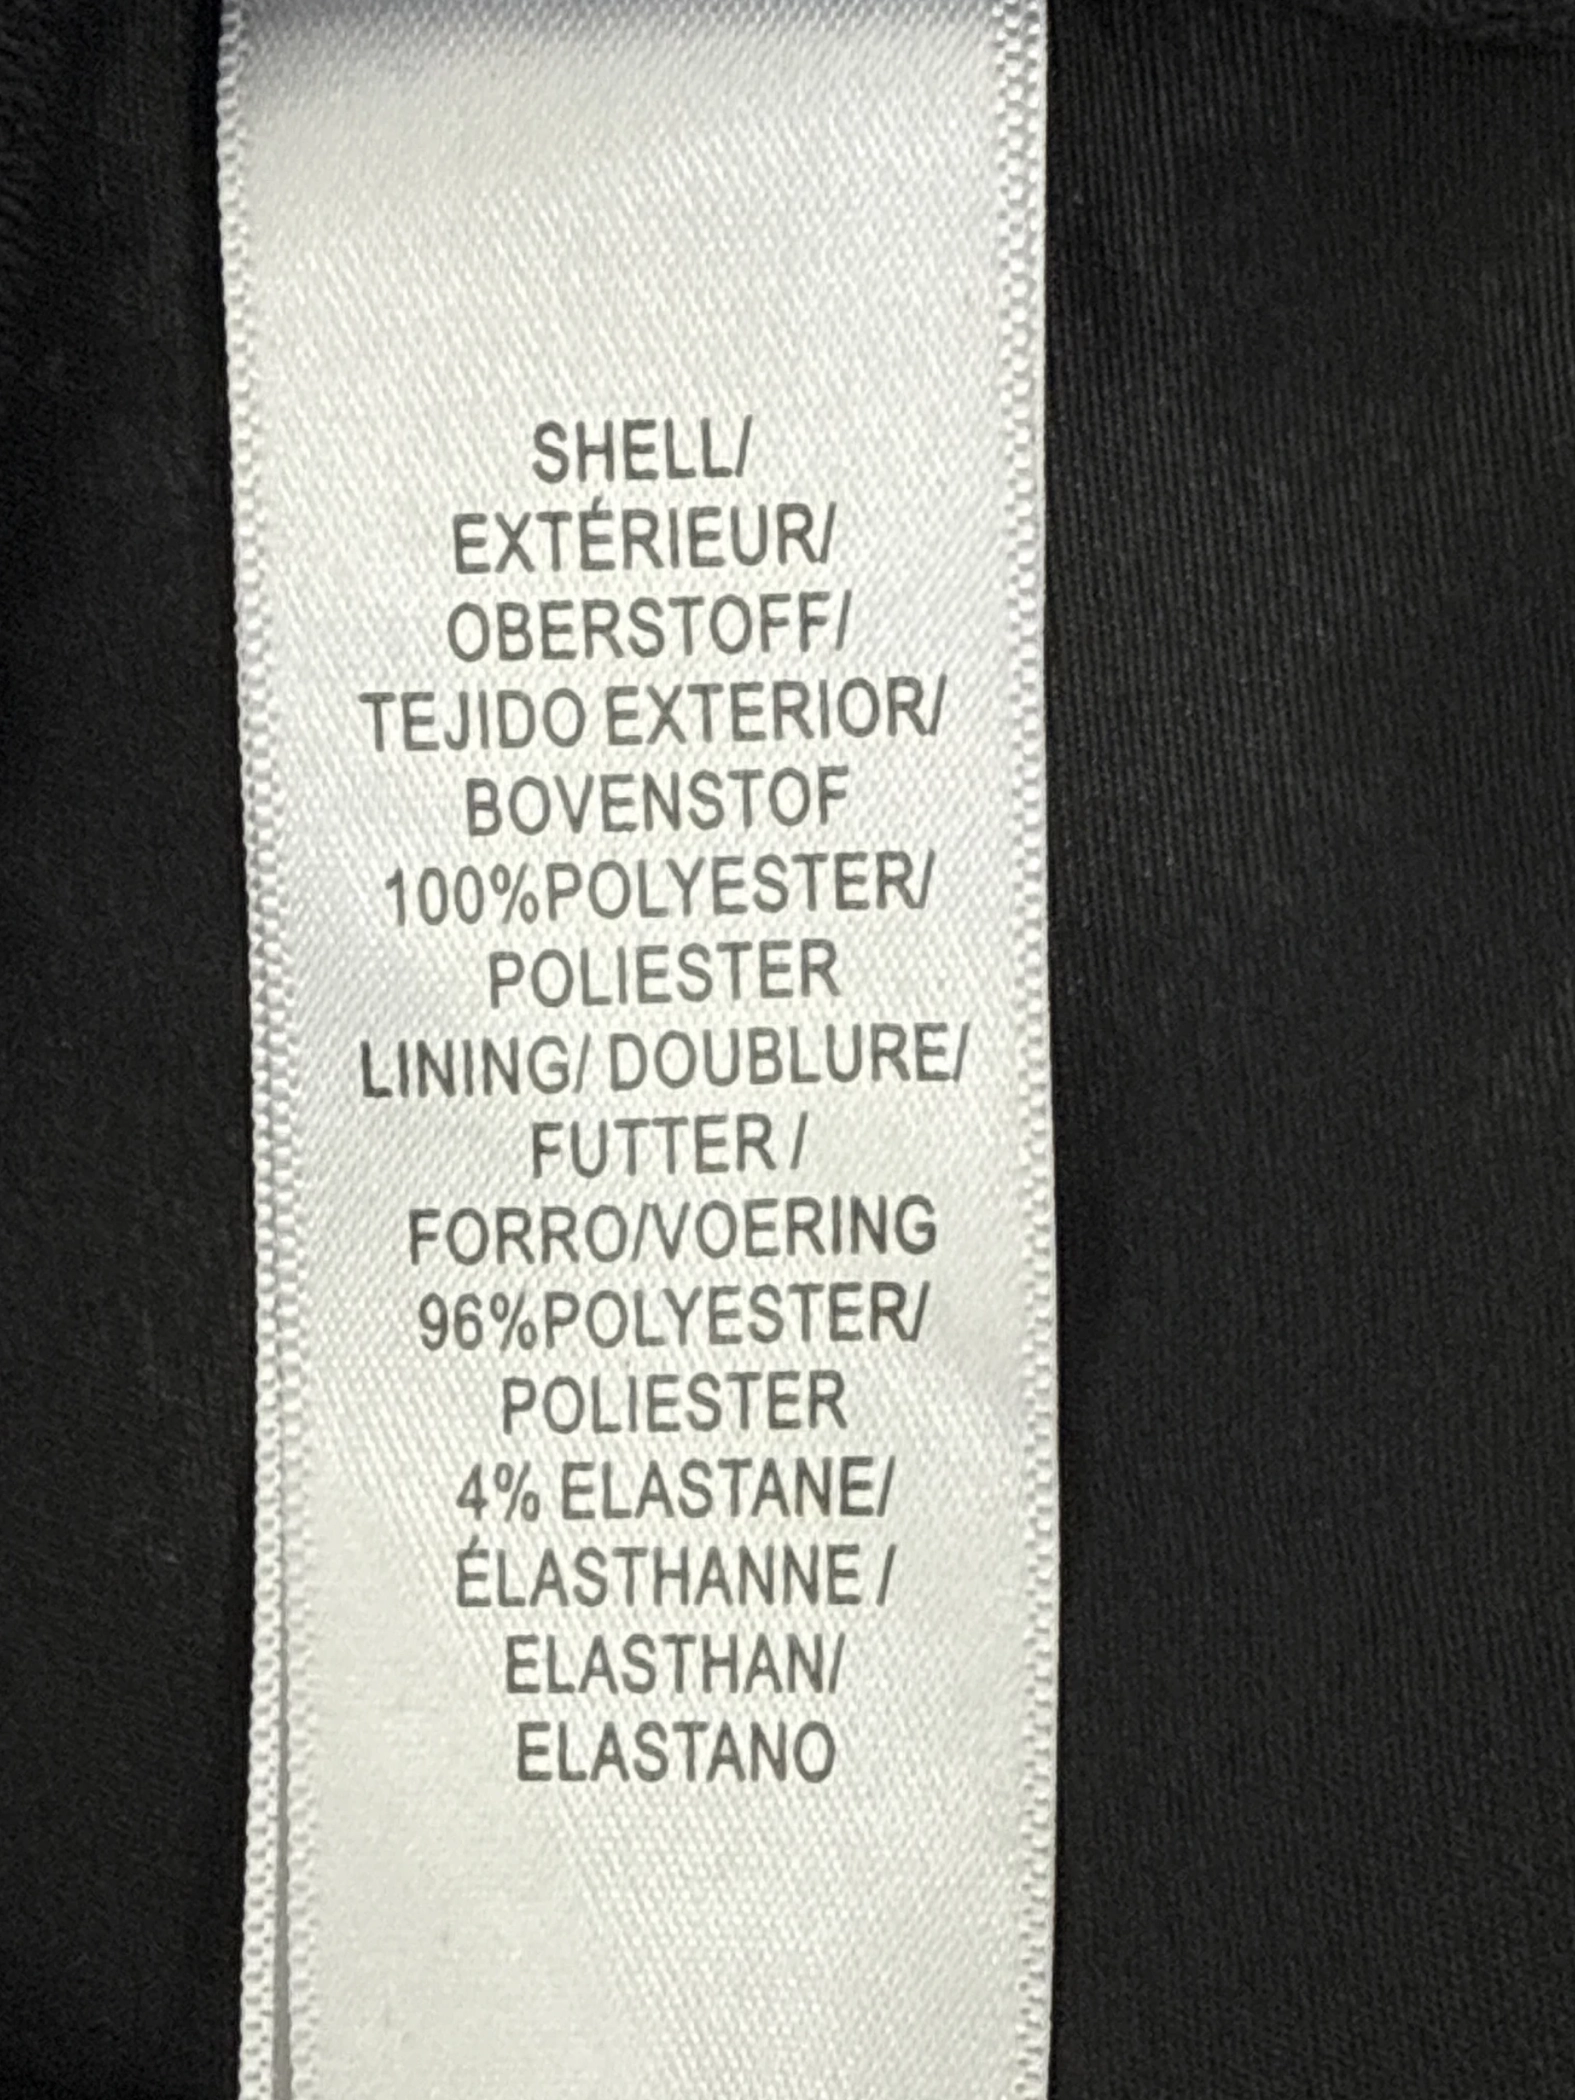 SHELL/
EXTÉRIEUR/
OBERSTOFF/
TEJIDO EXTERIOR/
BOVENSTOF
100%POLYESTER/
POLIESTER
LINING/ DOUBLURE/
FUTTER /
FORRO/VOERING
96%POLYESTER/
POLIESTER
4% ELASTANE/
ÉLASTHANNE /
ELASTHAN/
ELASTANO